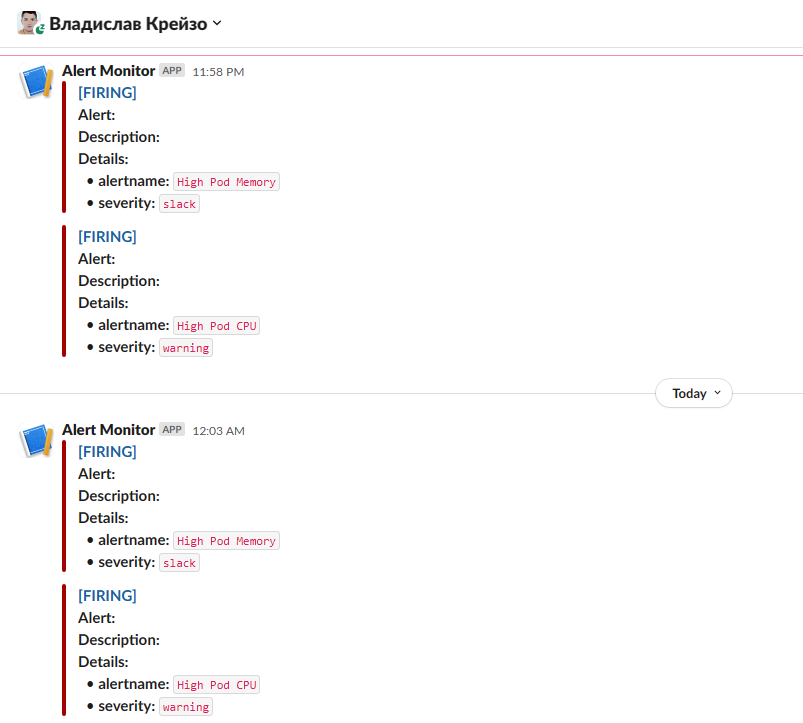 Владислав Крейзо
Alert Monitor APP 11:58 PM
[FIRING]
Alert:
Description:
Details:
• alertname: High Pod Memory
• severity: slack
[FIRING]
Alert:
Description:
Details:
• alertname: High Pod CPU
• severity: warning
Today
Alert Monitor APP 12:03 AM
[FIRING]
Alert:
Description:
Details:
• alertname: High Pod Memory
• severity: slack
[FIRING]
Alert:
Description:
Details:
• alertname: High Pod CPU
• severity: warning